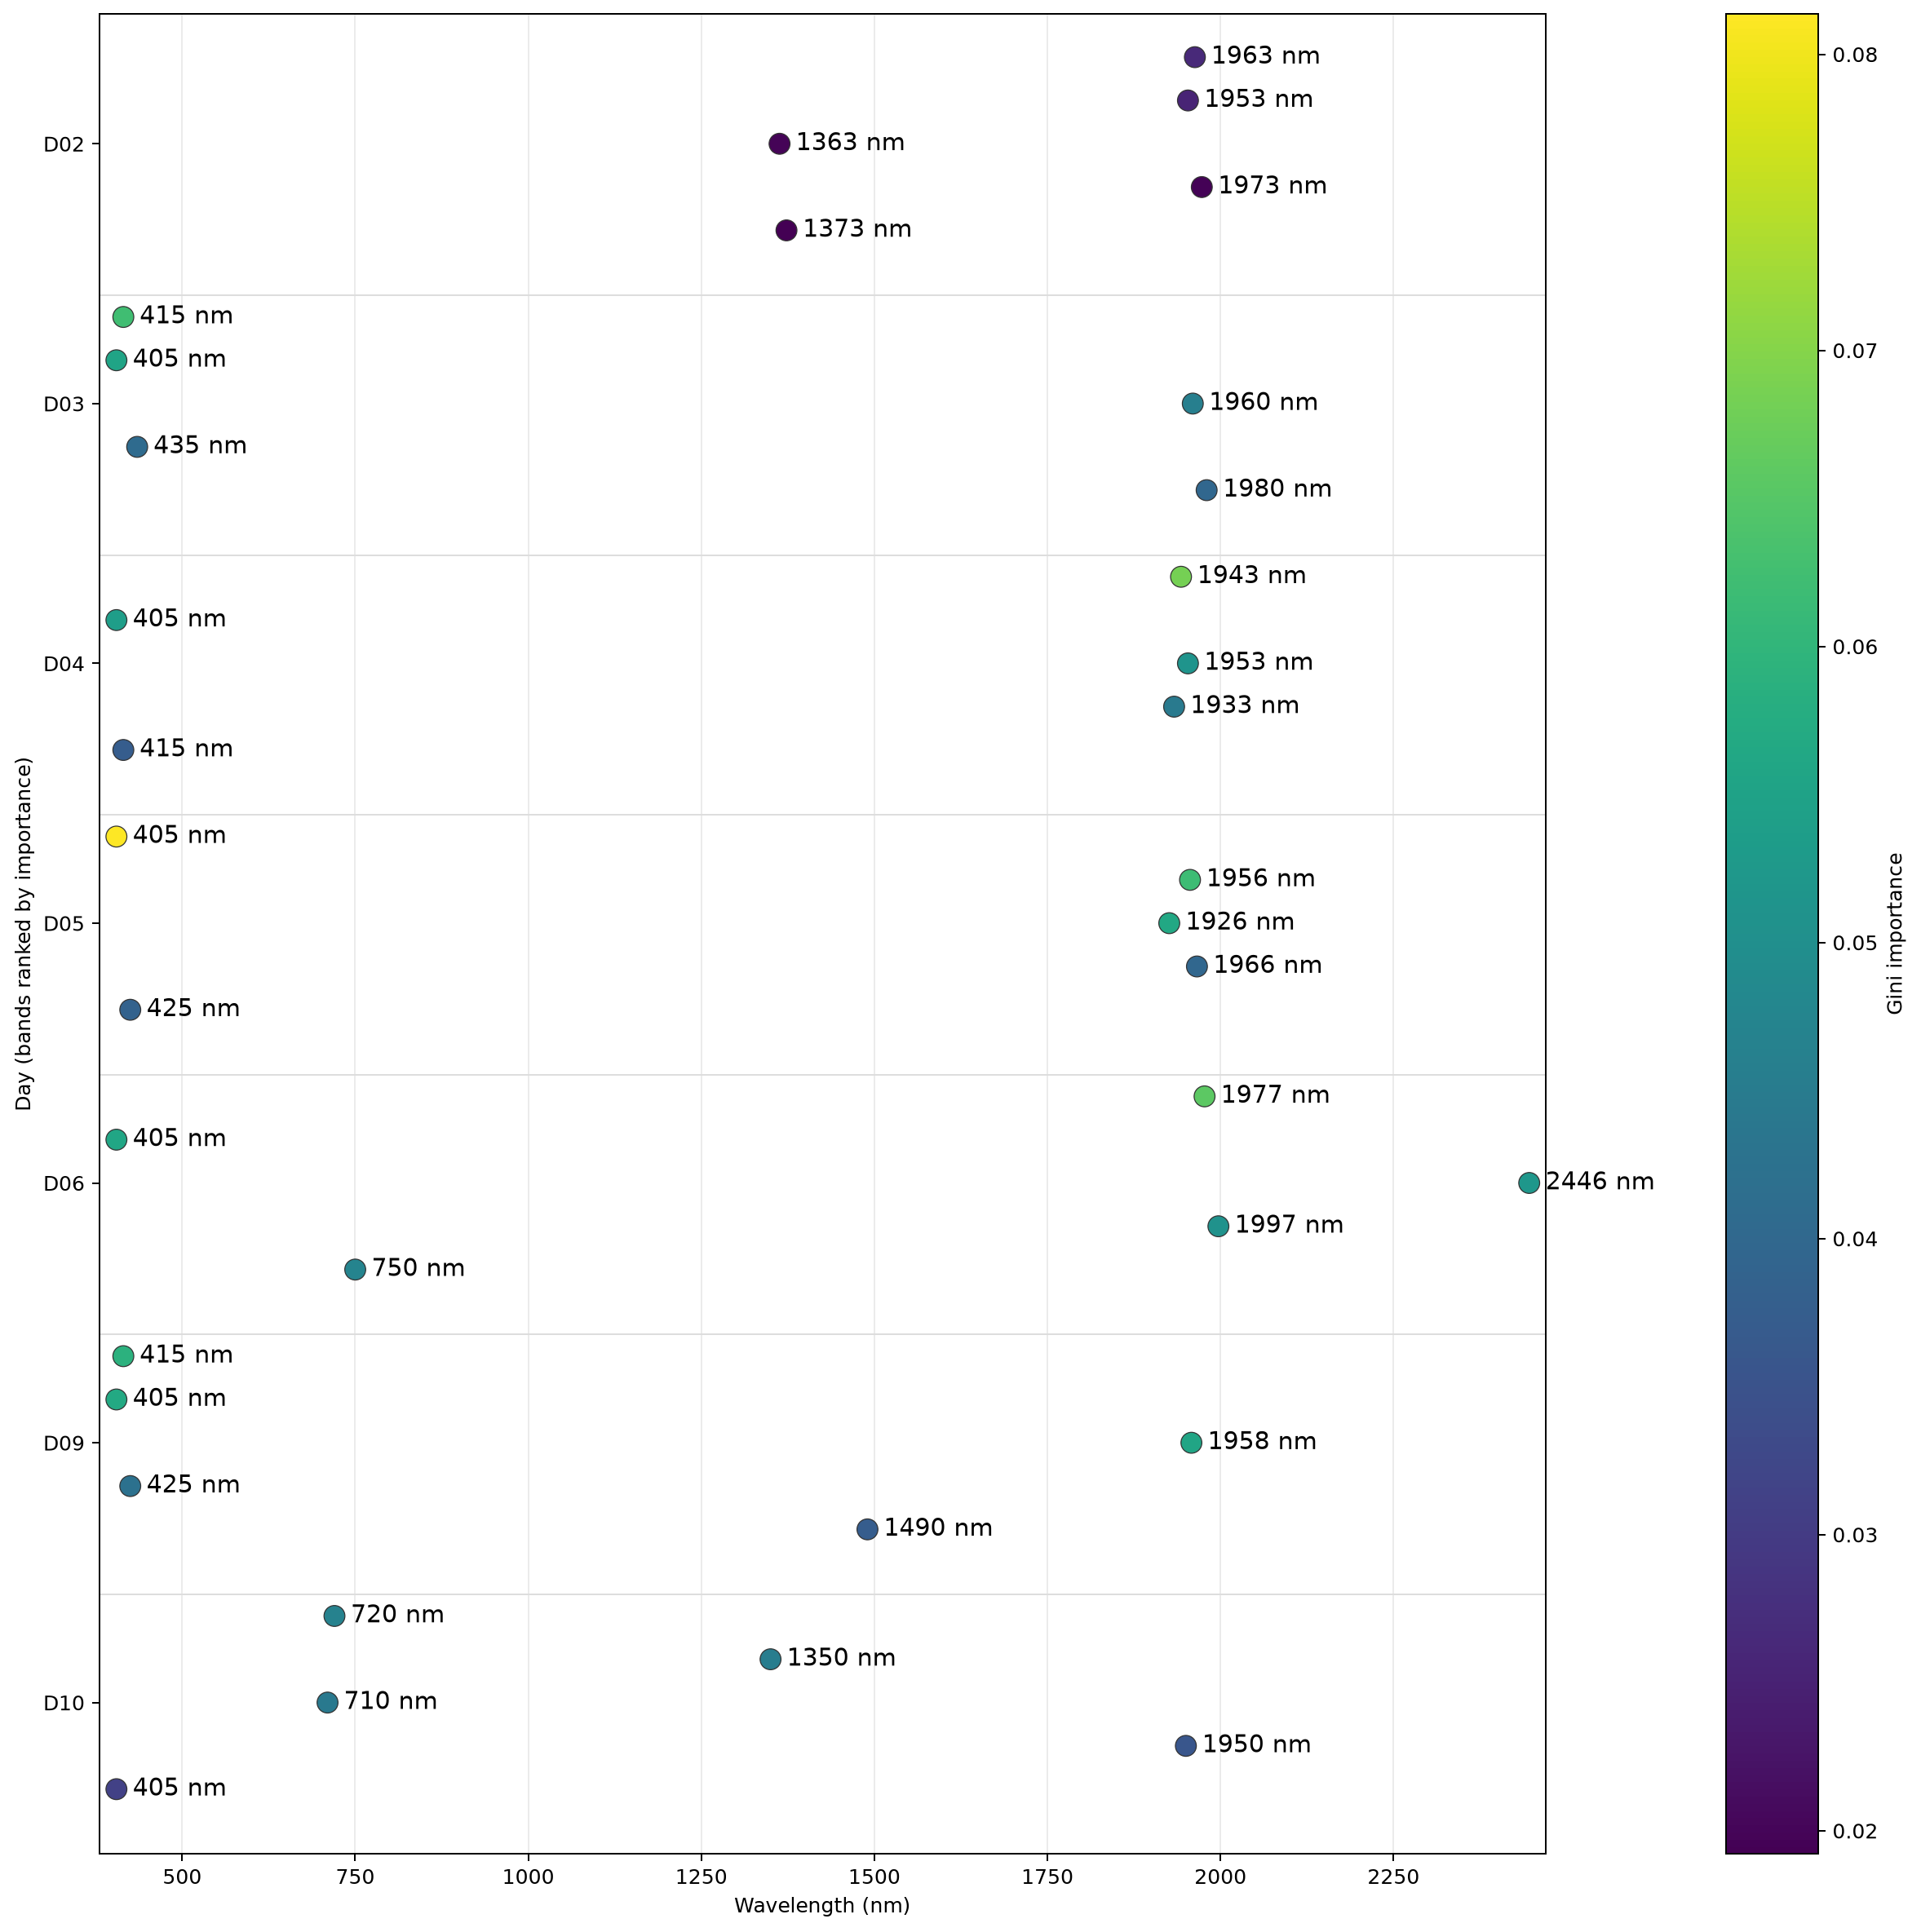 1963 nm
1953 nm
D02
1363 nm
1973 nm
1373 nm
415 nm
405 nm
D03
1960 nm
435 nm
1980 nm
1943 nm
405 nm
D04
1953 nm
1933 nm
415 nm
405 nm
1956 nm
D05
1926 nm
1966 nm
425 nm
1977 nm
405 nm
D06
2446 nm
1997 nm
750 nm
415 nm
405 nm
D09
1958 nm
425 nm
1490 nm
720 nm
1350 nm
D10
710 nm
1950 nm
405 nm
Day (bands ranked by importance)
500 750 1000 1250 1500 1750 2000 2250
Wavelength (nm)
0.08
0.07
0.06
0.05
0.04
0.03
0.02
Gini importance